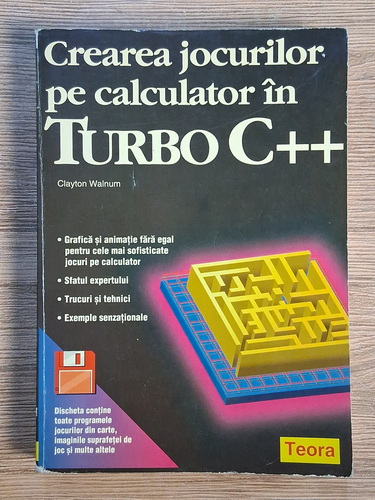 Crearea jocurilor
pe calculator în
TURBO C++
Clayton Walnum
• Grafică și animație fără egal
pentru cele mai sofisticate
jocuri pe calculator
• Sfatul expertului
• Trucuri și tehnici
• Exemple senzaționale
Discheta conține
toate programele
jocurilor din carte,
imaginile suprafeței de
joc și multe altele
Teora